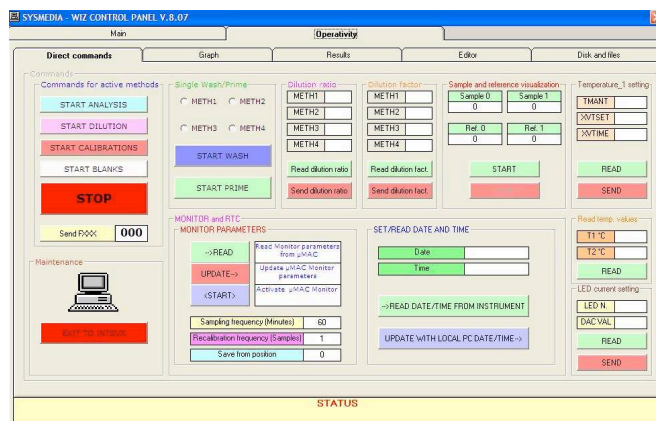 SYSMEDIA - WIZ CONTROL PANEL V.8.07
Main
Operativity
Direct commands
Graph
Results
Editor
Disk and files
Commands
Commands for active methods
START ANALYSIS
START DILUTION
START CALIBRATIONS
START BLANKS
STOP
Send FXXX
000
Maintenance
Single Wash/Prime
METH1
METH2
METH3
METH4
START WASH
START PRIME
Dilution ratio
METH1
METH2
METH3
METH4
Read dilution ratio
Send dilution ratio
Dilution factor
METH1
METH2
METH3
METH4
Read dilution fact.
Send dilution fact.
Sample and reference visualization
Sample 0
Sample 1
0
0
Ref. 0
Ref. 1
0
0
START
Temperature_1 setting
TMANT
XVTSET
XVTIME
READ
SEND
MONITOR and RTC
MONITOR PARAMETERS
->READ
Read Monitor parameters
from µMAC
UPDATE->
Update µMAC Monitor
parameters
<START>
Activate µMAC Monitor
Sampling frequency (Minutes)
60
Recalibration frequency (Samples)
1
Save from position
0
SET/READ DATE AND TIME
Date
Time
->READ DATE/TIME FROM INSTRUMENT
UPDATE WITH LOCAL PC DATE/TIME->
Read temp. values
T1 °C
T2 °C
READ
LED current setting
LED N.
DAC VAL
READ
SEND
STATUS